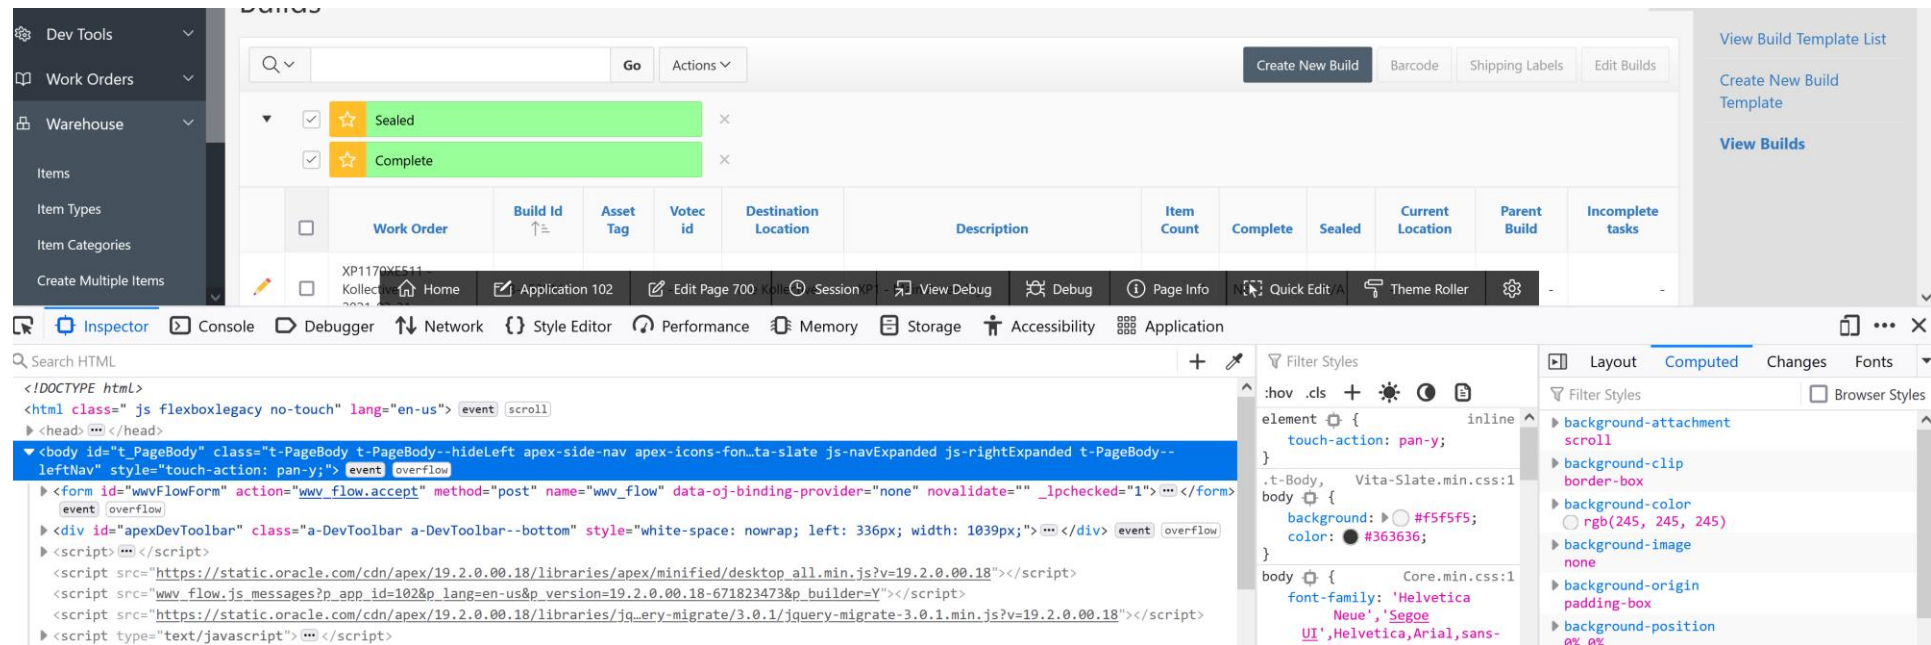 Builds
Dev Tools
Work Orders
Warehouse
Items
Item Types
Item Categories
Create Multiple Items
Go
Actions
Create New Build
Barcode
Shipping Labels
Edit Builds
Sealed
Complete
Work Order
Build Id
Asset Tag
Votec id
Destination Location
Description
Item Count
Complete
Sealed
Current Location
Parent Build
Incomplete tasks
XP1170XE511 -
Kollective
-
-
View Build Template List
Create New Build
Template
View Builds
Home
Application 102
Edit Page 700
Session
View Debug
Debug
Page Info
Quick Edit
Theme Roller
Inspector
Console
Debugger
Network
{} Style Editor
Performance
Memory
Storage
Accessibility
Application
Search HTML
<!DOCTYPE html>
<html class=" js flexboxlegacy no-touch" lang="en-us"> event scroll
<head> ••• </head>
<body id="t_PageBody" class="t-PageBody t-PageBody--hideLeft apex-side-nav apex-icons-fon…ta-slate js-navExpanded js-rightExpanded t-PageBody--
leftNav" style="touch-action: pan-y;"> event overflow
<form id="wwvFlowForm" action="wwv_flow.accept" method="post" name="wwv_flow" data-oj-binding-provider="none" novalidate="" _lpchecked="1"> ••• </form>
event overflow
<div id="apexDevToolbar" class="a-DevToolbar a-DevToolbar--bottom" style="white-space: nowrap; left: 336px; width: 1039px;"> ••• </div> event overflow
<script> ••• </script>
<script src="https://static.oracle.com/cdn/apex/19.2.0.00.18/libraries/apex/minified/desktop_all.min.js?v=19.2.0.00.18"></script>
<script src="wwv_flow.js_messages?p_app_id=102&p_lang=en-us&p_version=19.2.0.00.18-671823473&p_builder=Y"></script>
<script src="https://static.oracle.com/cdn/apex/19.2.0.00.18/libraries/jq…ery-migrate/3.0.1/jquery-migrate-3.0.1.min.js?v=19.2.0.00.18"></script>
<script type="text/javascript"> ••• </script>
Filter Styles
:hov .cls +
element { inline
touch-action: pan-y;
}
.t-Body, Vita-Slate.min.css:1
body {
background: #f5f5f5;
color: #363636;
}
body { Core.min.css:1
font-family: 'Helvetica
Neue','Segoe
UI',Helvetica,Arial,sans-
Layout
Computed
Changes
Fonts
Filter Styles
Browser Styles
background-attachment
scroll
background-clip
border-box
background-color
rgb(245, 245, 245)
background-image
none
background-origin
padding-box
background-position
0% 0%